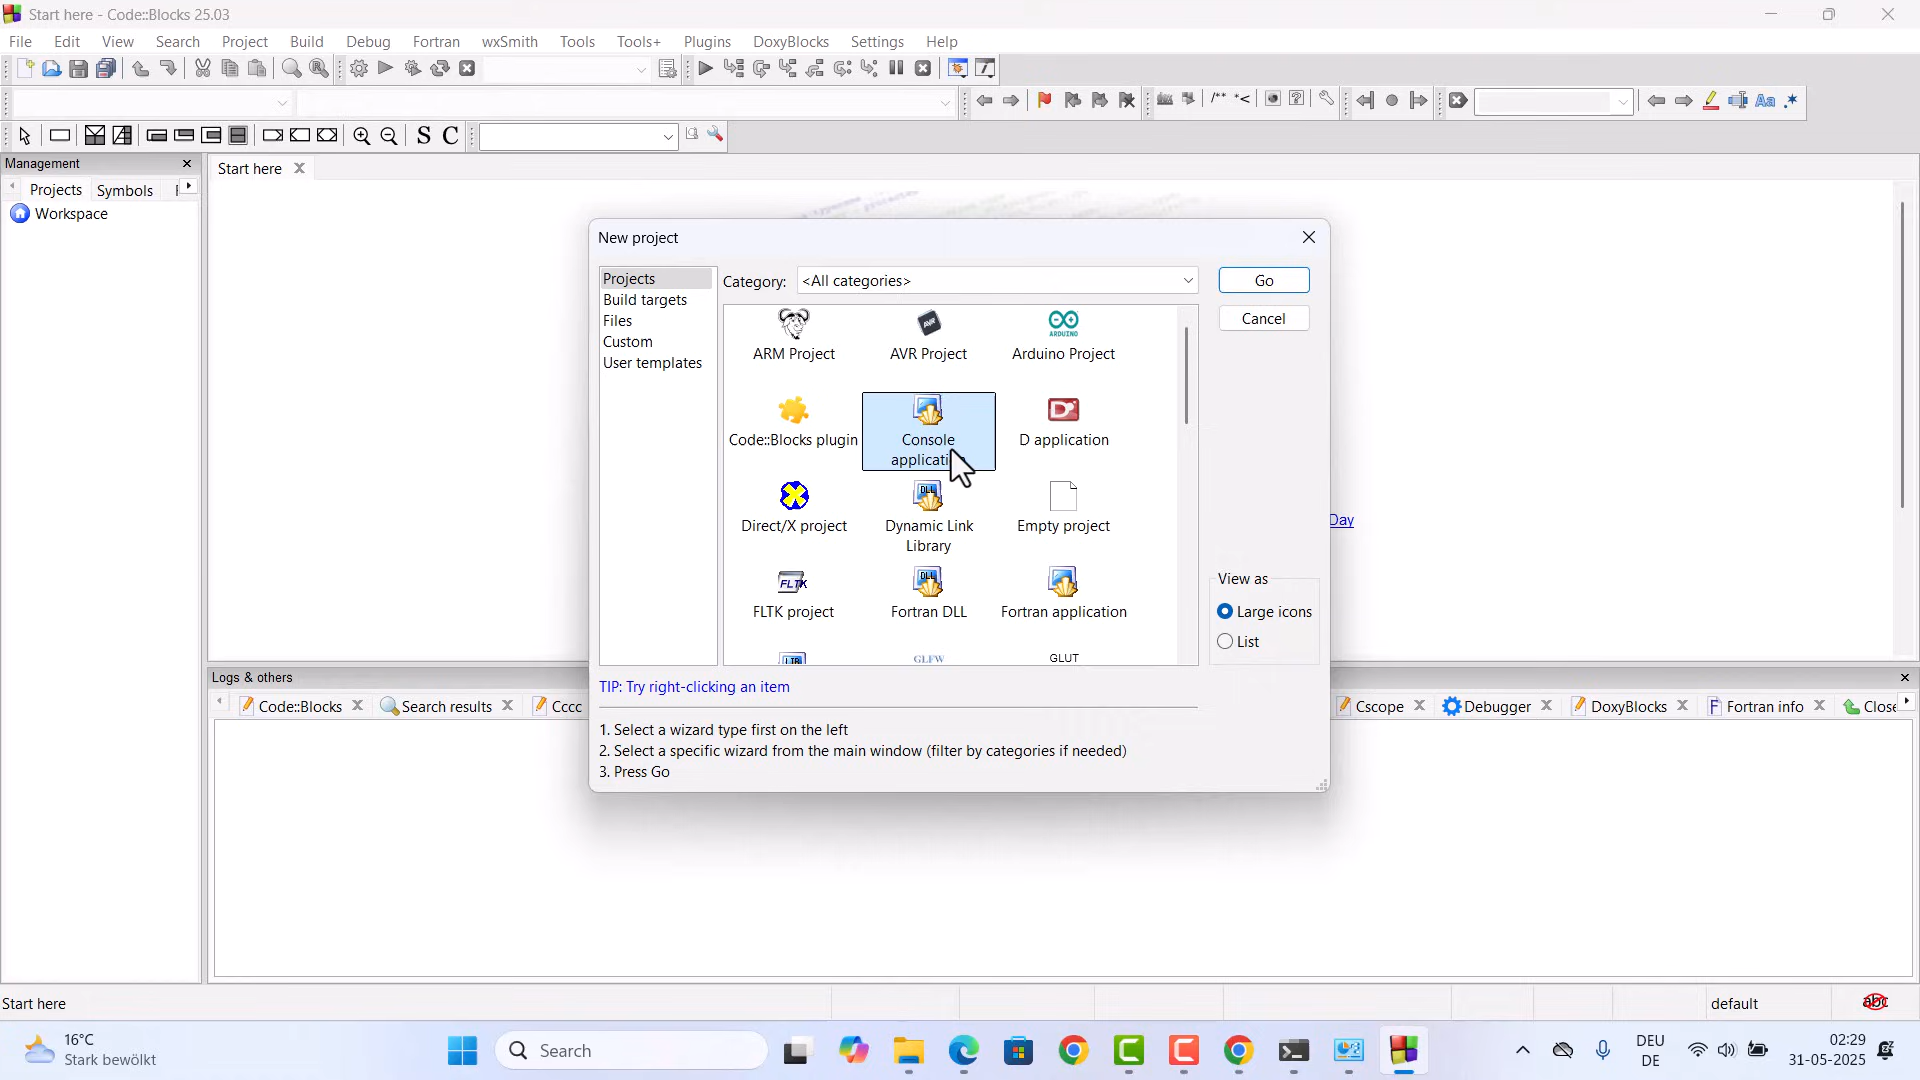 Start here - Code::Blocks 25.03
File Edit View Search Project Build Debug Fortran wxSmith Tools Tools+ Plugins DoxyBlocks Settings Help
/** *< Aa .*
S C
Management
Projects Symbols
Workspace
Start here
New project
Projects
Build targets
Files
Custom
User templates
Category: <All categories>
Go
Cancel
ARM Project AVR Project Arduino Project
AVR
ARDUINO
Code::Blocks plugin Console D application
Direct/X project Dynamic Link Empty project
Library
FLTK project Fortran DLL Fortran application
GLFW GLUT
Day
View as
Large icons
List
TIP: Try right-clicking an item
1. Select a wizard type first on the left
2. Select a specific wizard from the main window (filter by categories if needed)
3. Press Go
Logs & others
Code::Blocks Search results Cccc Cscope Debugger DoxyBlocks Fortran info
Start here default abc
16°C
Stark bewölkt
Search
DEU
DE
02:29
31-05-2025